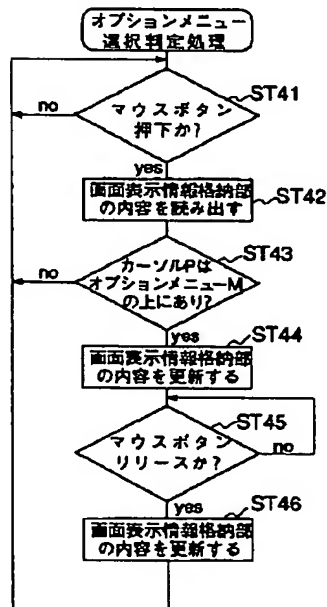 オプションメニュー
選択判定処理
ST41
マウスボタン
押下か?
no
yes
ST42
画面表示情報格納部
の内容を読み出す
ST43
カーソルPは
オプションメニューM
の上にあり?
no
yes
ST44
画面表示情報格納部
の内容を更新する
ST45
マウスボタン
リリースか?
no
yes
ST46
画面表示情報格納部
の内容を更新する